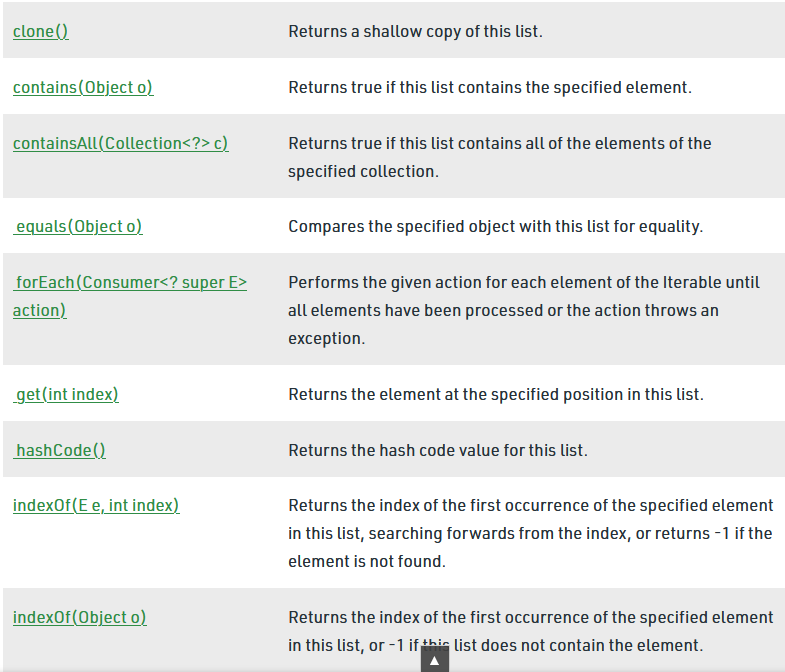 clone()
Returns a shallow copy of this list.
contains(Object o)
Returns true if this list contains the specified element.
containsAll(Collection<?> c)
Returns true if this list contains all of the elements of the
specified collection.
equals(Object o)
Compares the specified object with this list for equality.
forEach(Consumer<? super E>
action)
Performs the given action for each element of the Iterable until
all elements have been processed or the action throws an
exception.
get(int index)
Returns the element at the specified position in this list.
hashCode()
Returns the hash code value for this list.
indexOf(E e, int index)
Returns the index of the first occurrence of the specified element
in this list, searching forwards from the index, or returns -1 if the
element is not found.
indexOf(Object o)
Returns the index of the first occurrence of the specified element
in this list, or -1 if this list does not contain the element.